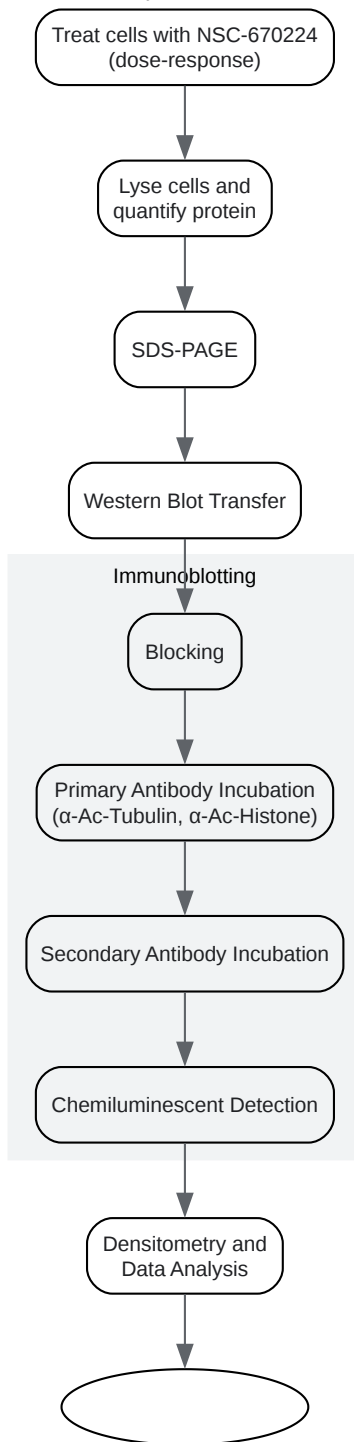 Treat cells with NSC-670224
(dose-response)
Lyse cells and
quantify protein
SDS-PAGE
Western Blot Transfer
Immunoblotting
Blocking
Primary Antibody Incubation
(α-Ac-Tubulin, α-Ac-Histone)
Secondary Antibody Incubation
Chemiluminescent Detection
Densitometry and
Data Analysis